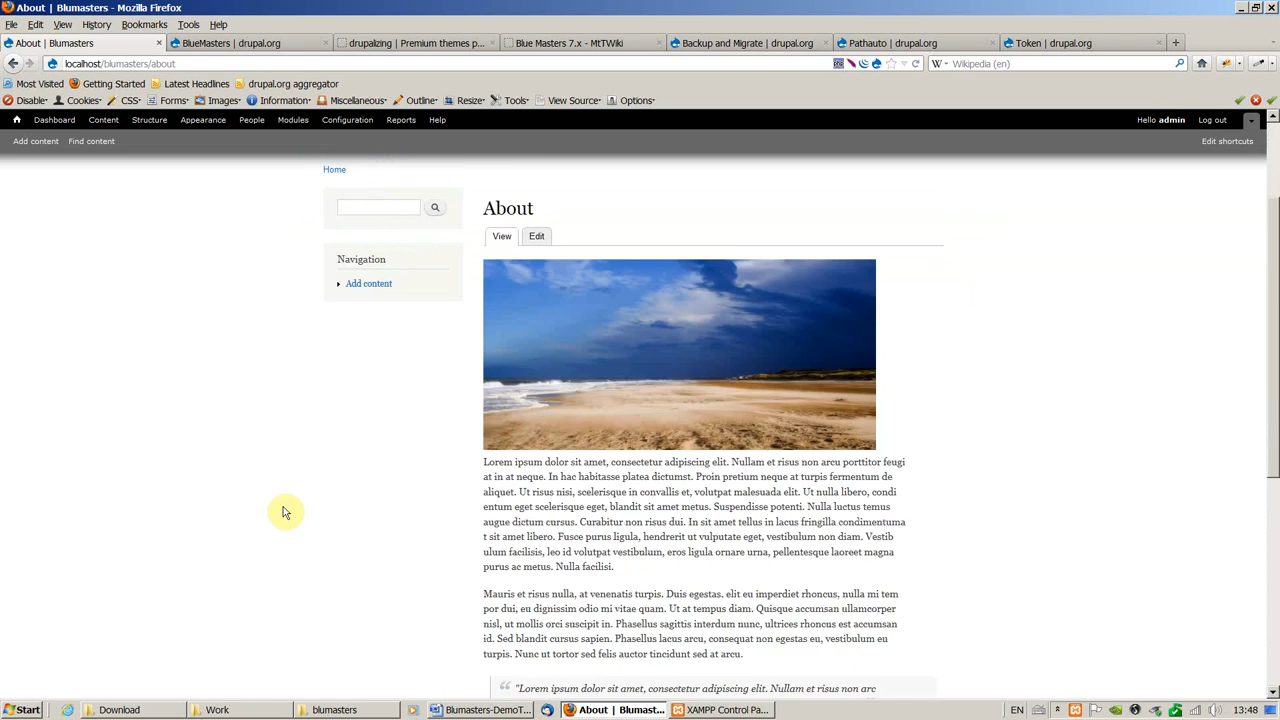 About | Blumasters - Mozilla Firefox
File Edit View History Bookmarks Tools Help
About | Blumasters × BlueMasters | drupal.org × drupalizing | Premium themes p... × Blue Masters 7.x - MtTWiki × Backup and Migrate | drupal.org × Pathauto | drupal.org × Token | drupal.org × +
localhost/blumasters/about W Wikipedia (en)
Most Visited Getting Started Latest Headlines drupal.org aggregator
Disable Cookies CSS Forms Images Information Miscellaneous Outline Resize Tools View Source Options
Dashboard Content Structure Appearance People Modules Configuration Reports Help Hello admin Log out
Add content Find content Edit shortcuts
Home
About
View Edit
Navigation
Add content
Lorem ipsum dolor sit amet, consectetur adipiscing elit. Nullam et risus non arcu porttitor feugi
at in at neque. In hac habitasse platea dictumst. Proin pretium neque at turpis fermentum de
aliquet. Ut risus nisi, scelerisque in convallis et, volutpat malesuada elit. Ut nulla libero, condi
entum eget scelerisque eget, blandit sit amet metus. Suspendisse potenti. Nulla luctus temus
augue dictum cursus. Curabitur non risus dui. In sit amet tellus in lacus fringilla condimentuma
t sit amet libero. Fusce purus ligula, hendrerit ut vulputate eget, vestibulum non diam. Vestib
ulum facilisis, leo id volutpat vestibulum, eros ligula ornare urna, pellentesque laoreet magna
purus ac metus. Nulla facilisi.
Mauris et risus nulla, at venenatis turpis. Duis egestas, elit eu imperdiet rhoncus, nulla mi tem
por dui, eu dignissim odio mi vitae quam. Ut at tempus diam. Quisque accumsan ullamcorper
nisl, ut mollis orci suscipit in. Phasellus sagittis interdum nunc, ultrices rhoncus est accumsan
id. Sed blandit cursus sapien. Phasellus lacus arcu, consequat non egestas eu, vestibulum eu
turpis. Nunc ut tortor sed felis auctor tincidunt sed at arcu.
"Lorem ipsum dolor sit amet, consectetur adipiscing elit. Nullam et risus non arc
Start Download Work blumasters Blumasters-DemoT... About | Blumast... XAMPP Control Pa... EN 13:48